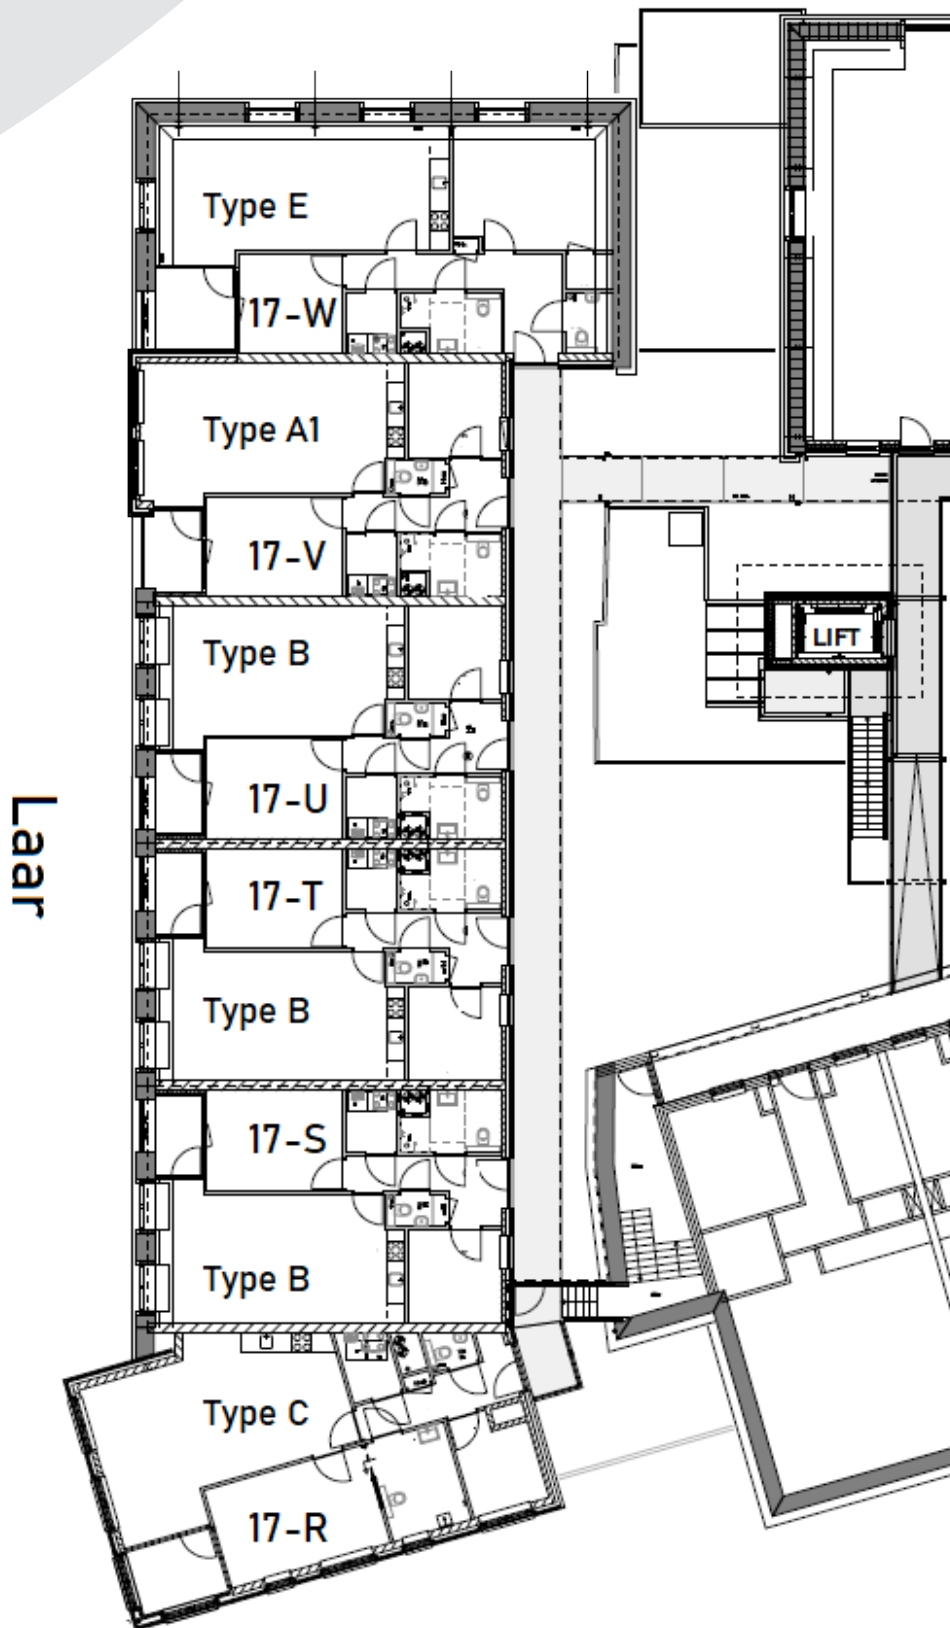 Type E
17-W
Type A1
17-V
Type B
LIFT
17-U
Laar
17-T
Type B
17-S
Type B
Type C
17-R